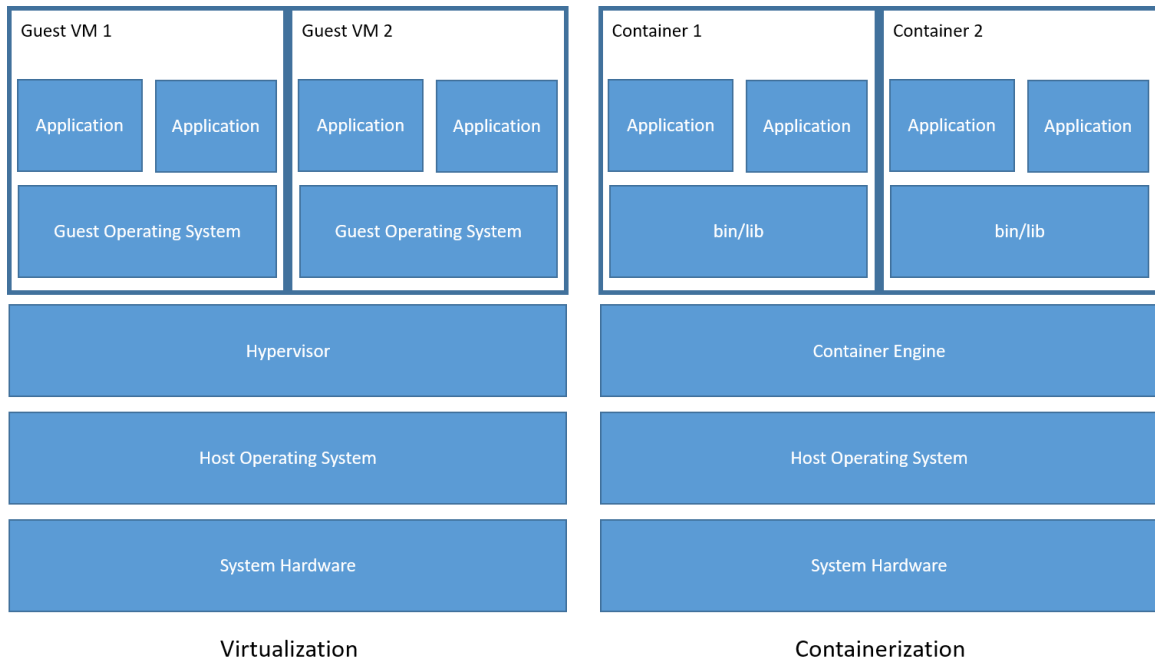 Guest VM 1
Guest VM 2
Application
Application
Application
Application
Guest Operating System
Guest Operating System
Hypervisor
Host Operating System
System Hardware
Virtualization
Container 1
Container 2
Application
Application
Application
Application
bin/lib
bin/lib
Container Engine
Host Operating System
System Hardware
Containerization